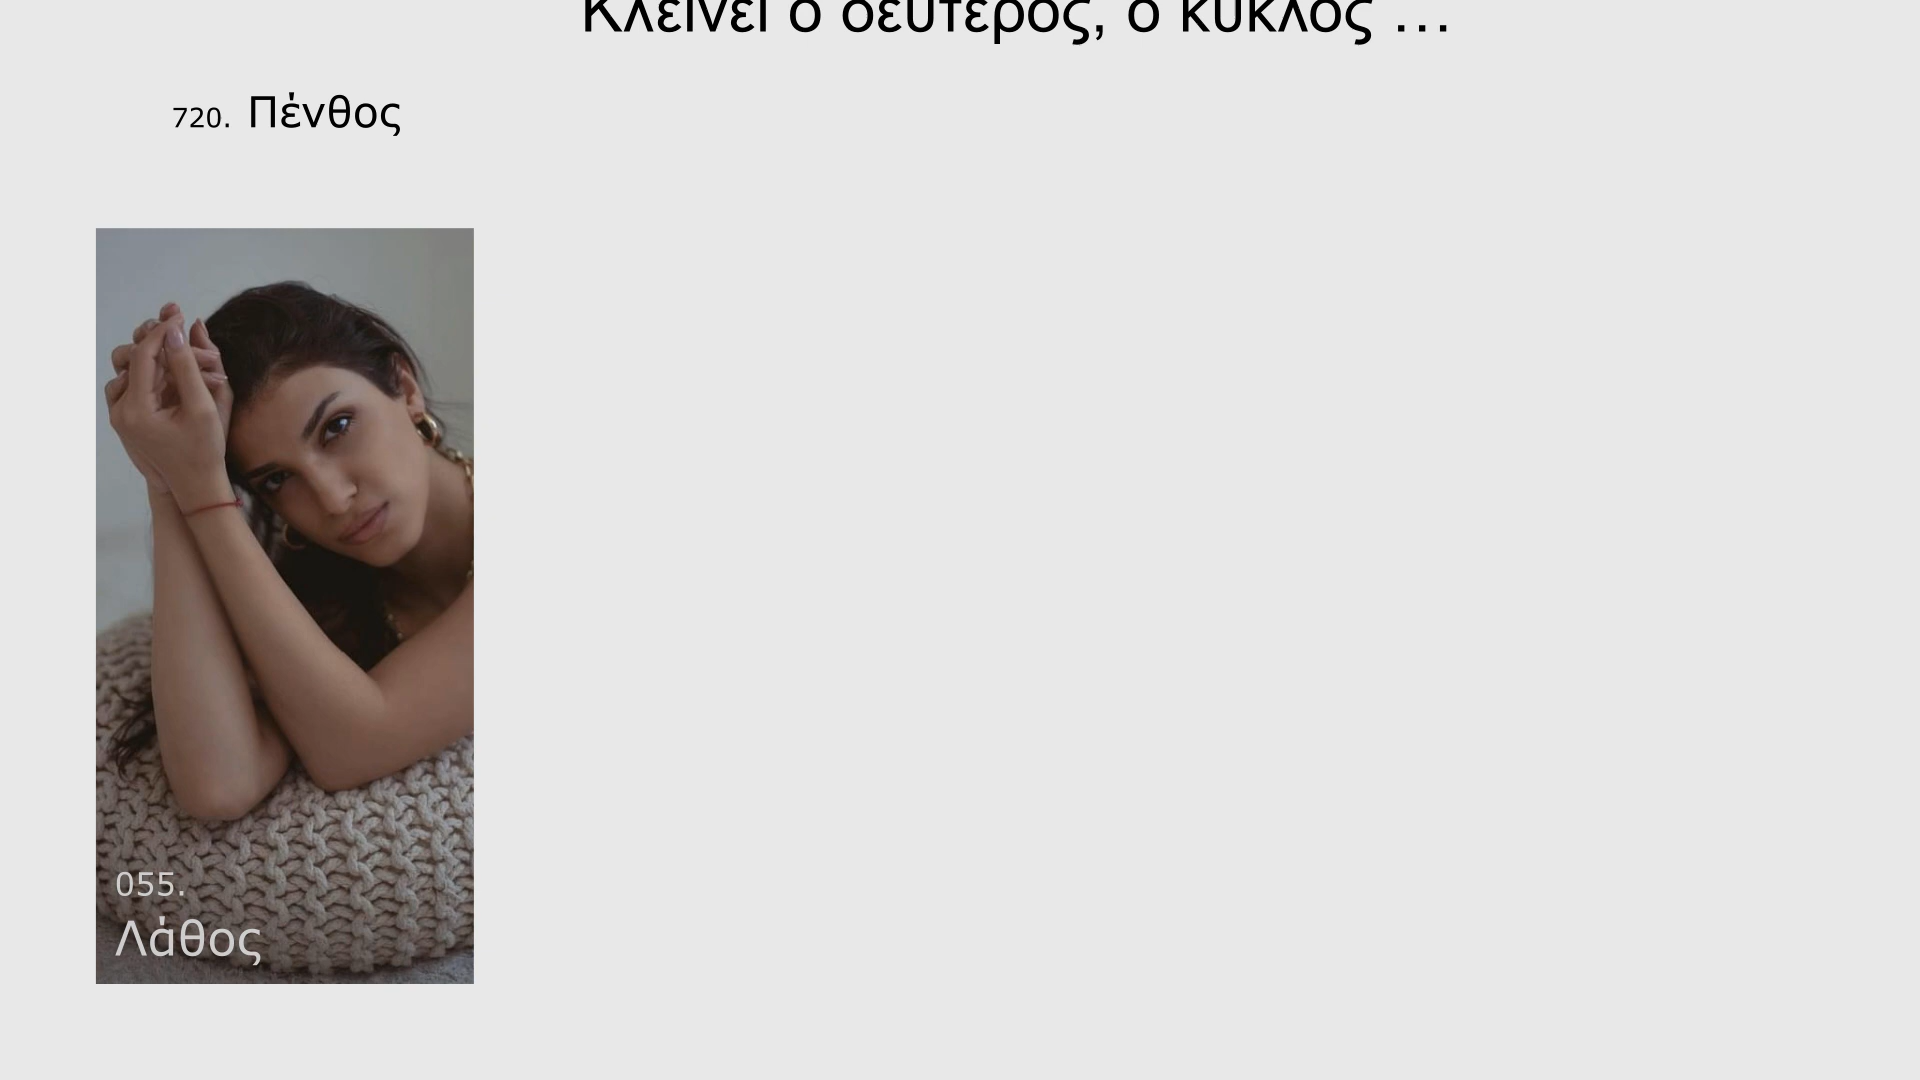 Κλείνει ο δεύτερος, ο κύκλος …
720. Πένθος
055.
Λάθος